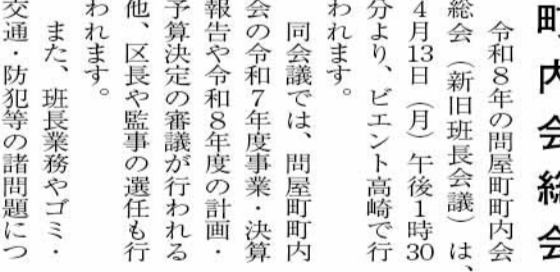 町内会総会
令和８年の問屋町町内会
総会（新旧班長会議）は、
４月13日（月）午後１時30
分より、ビエント高崎で行
われます。
同会議では、問屋町町内
会の令和７年度事業・決算
報告や令和８年度の計画・
予算決定の審議が行われる
他、区長や監事の選任も行
われます。
また、班長業務やゴミ・
交通・防犯等の諸問題につ